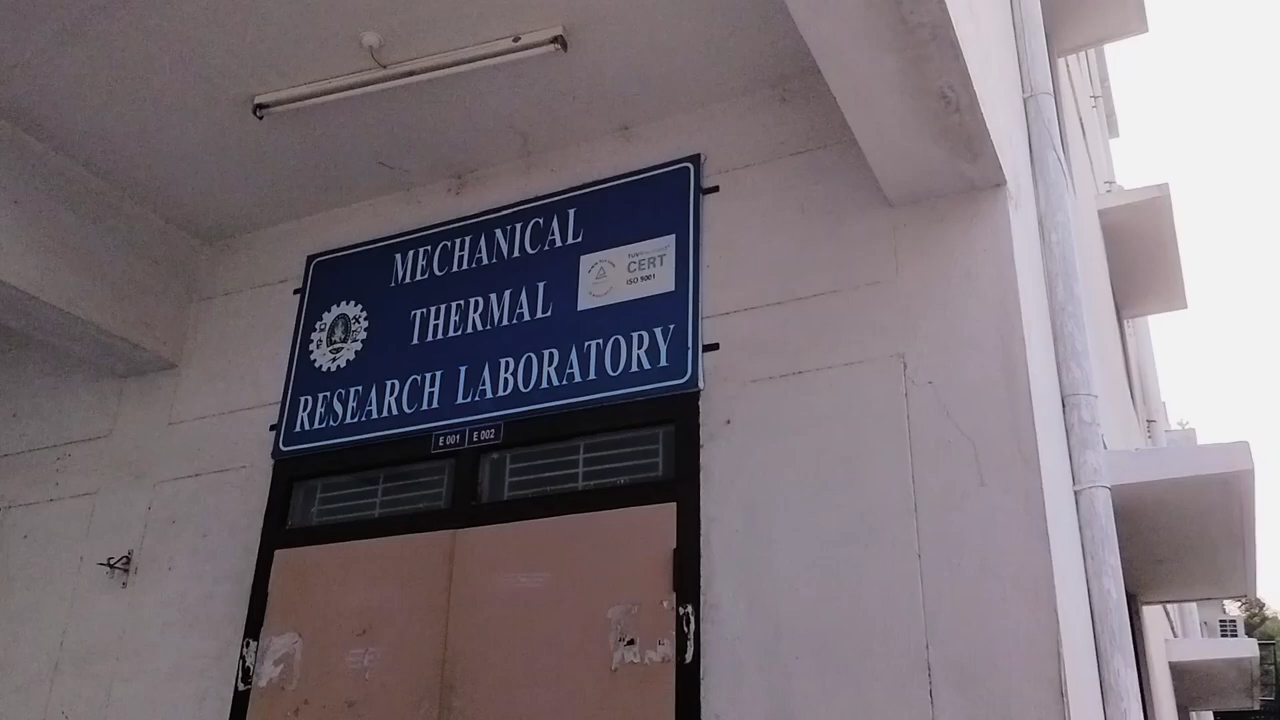 MECHANICAL
THERMAL
RESEARCH LABORATORY
CERT
ISO 9001
E 001 E 002